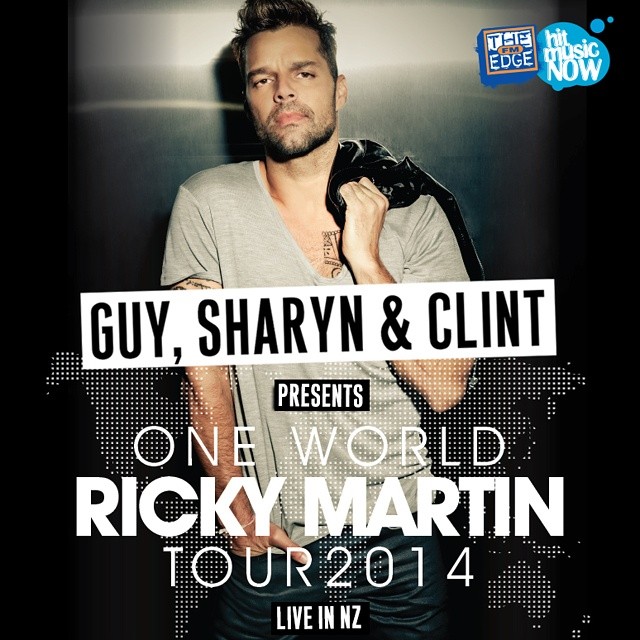 THE
FM
EDGE
hit
music
NOW
GUY, SHARYN & CLINT
PRESENTS
ONE WORLD
RICKY MARTIN
TOUR2014
LIVE IN NZ